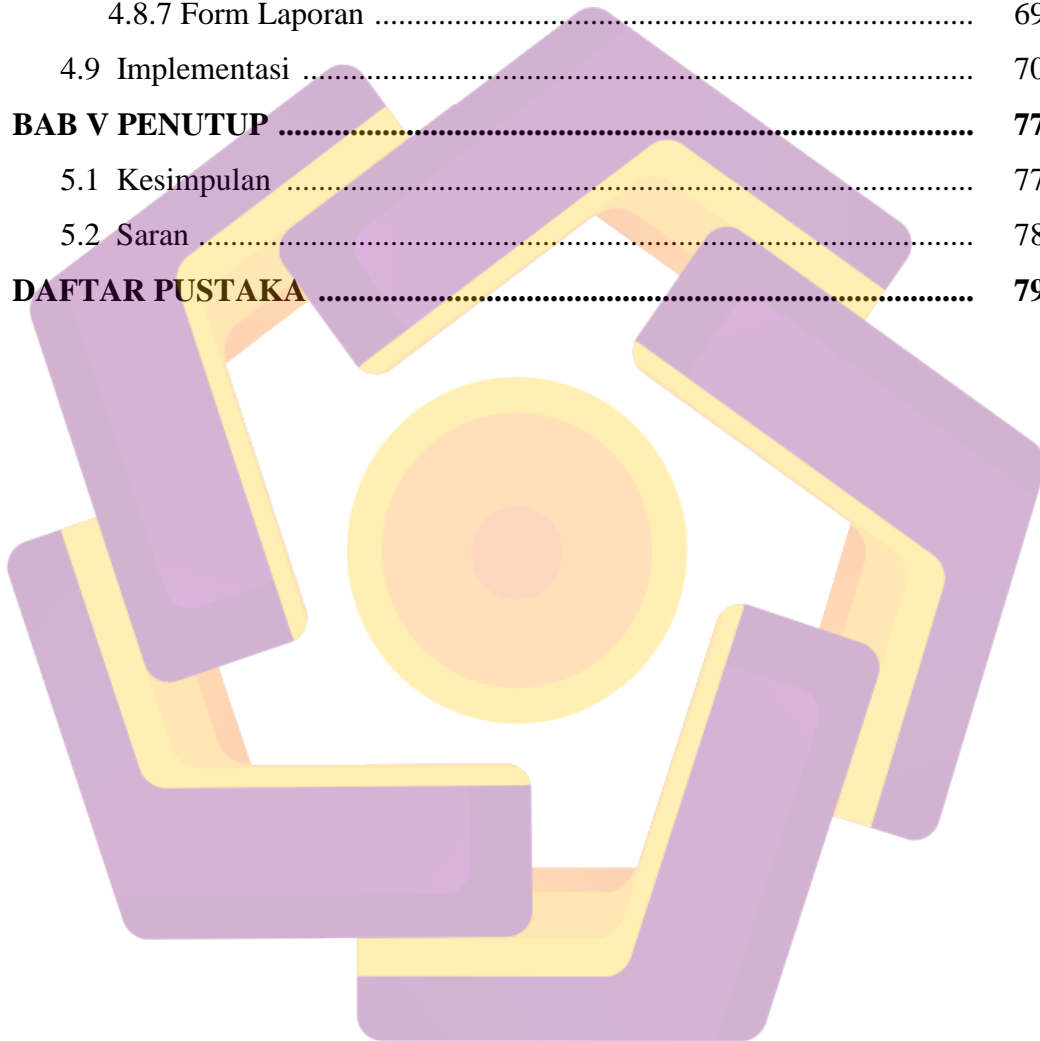 4.8.7 Form Laporan ........................................................................... 69
4.9 Implementasi .................................................................................... 70
BAB V PENUTUP ....................................................................................... 77
5.1 Kesimpulan ...................................................................................... 77
5.2 Saran ................................................................................................. 78
DAFTAR PUSTAKA .................................................................................. 79